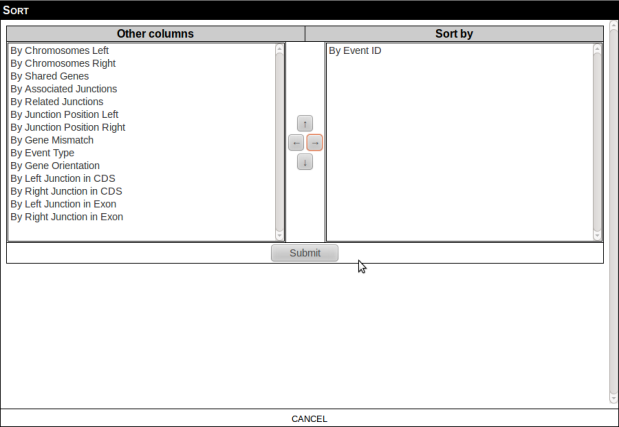 SORT
Other columns
Sort by
By Chromosomes Left
By Chromosomes Right
By Shared Genes
By Associated Junctions
By Related Junctions
By Junction Position Left
By Junction Position Right
By Gene Mismatch
By Event Type
By Gene Orientation
By Left Junction in CDS
By Right Junction in CDS
By Left Junction in Exon
By Right Junction in Exon
↑
← →
↓
By Event ID
Submit
CANCEL